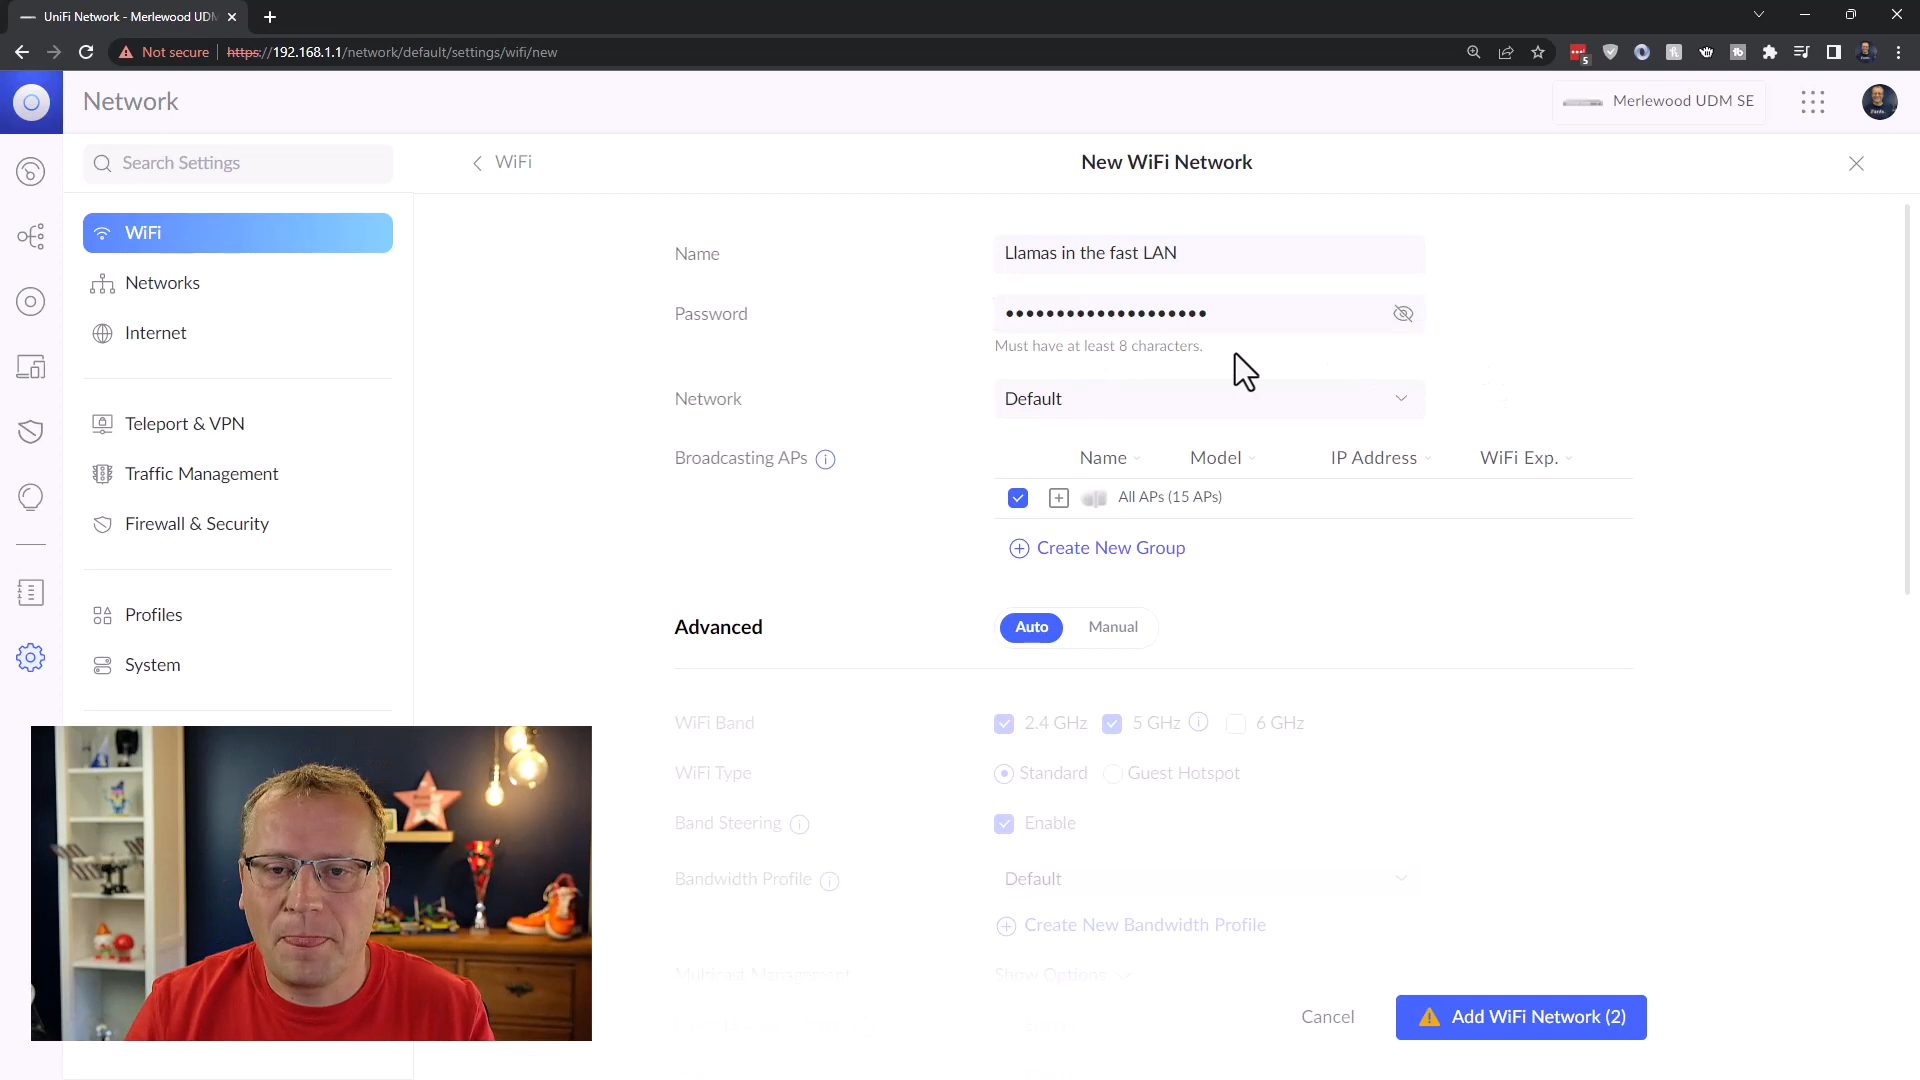 UniFi Network - Merlewood UDM
Not secure https://192.168.1.1/network/default/settings/wifi/new
5
Network
Merlewood UDM SE
Search Settings
WiFi
New WiFi Network
WiFi
Networks
Internet
Teleport & VPN
Traffic Management
Firewall & Security
Profiles
System
Name
Llamas in the fast LAN
Password
••••••••••••••••••••
Must have at least 8 characters.
Network
Default
Broadcasting APs
Name Model IP Address WiFi Exp.
All APs (15 APs)
Create New Group
Advanced
Auto Manual
WiFi Band
2.4 GHz 5 GHz 6 GHz
WiFi Type
Standard Guest Hotspot
Band Steering
Enable
Bandwidth Profile
Default
Create New Bandwidth Profile
Multicast Management
Show Options
Cancel
Add WiFi Network (2)